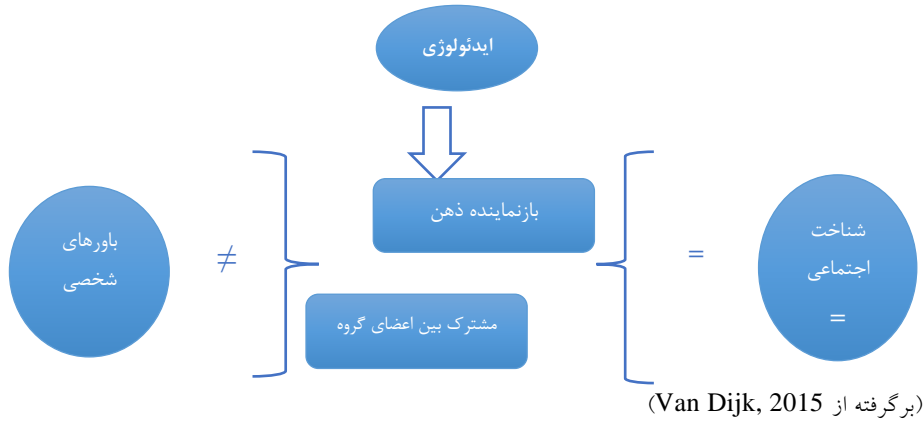 ایدئولوژی
بازنماینده ذهن
شناخت
اجتماعی
=
=
≠
باورهای
شخصی
مشترک بین اعضای گروه
(برگرفته از Van Dijk, 2015)